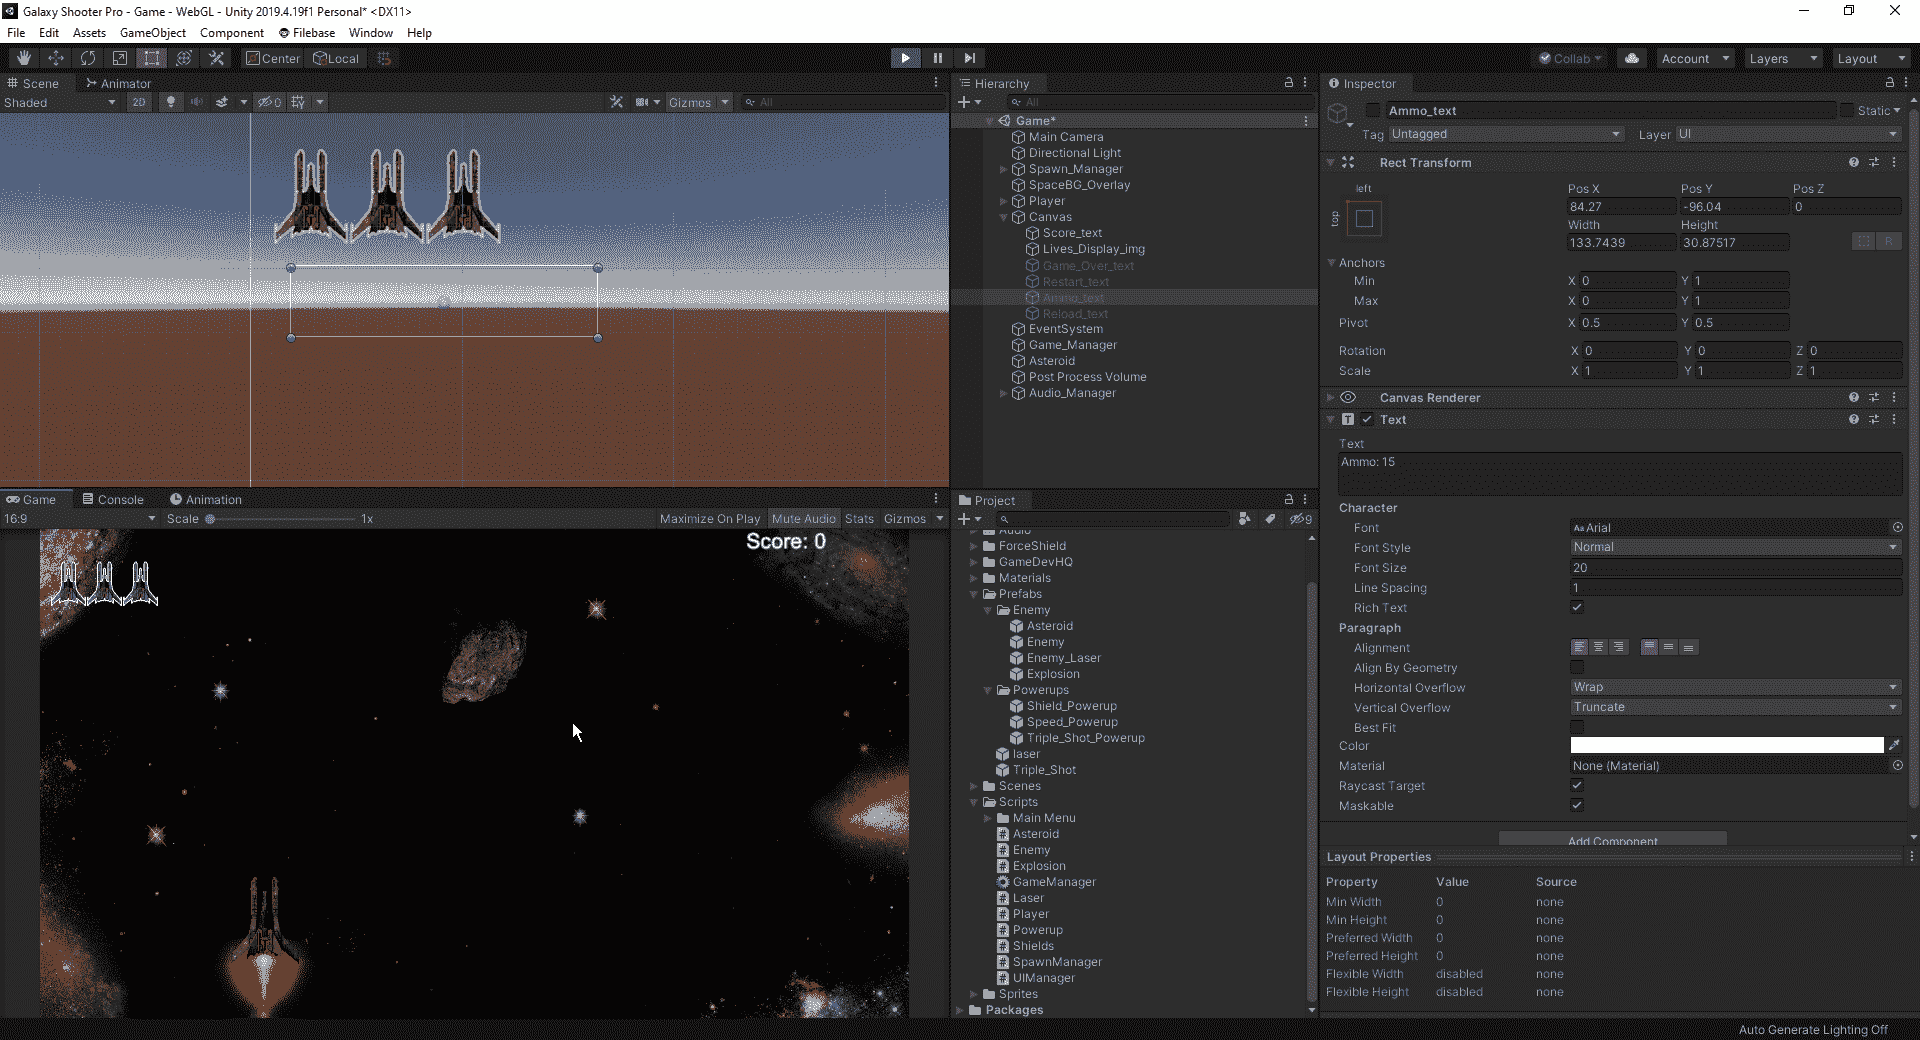 Galaxy Shooter Pro - Game - WebGL - Unity 2019.4.19f1 Personal* <DX11>
File Edit Assets GameObject Component Filebase Window Help
Center Local Collab Account Layers Layout
Scene Animator
Shaded 2D 0 Gizmos All
Hierarchy
All
Game*
Main Camera
Directional Light
Spawn_Manager
SpaceBG_Overlay
Player
Canvas
Score_text
Lives_Display_img
Game_Over_text
Restart_text
Ammo_text
Reload_text
EventSystem
Game_Manager
Asteroid
Post Process Volume
Audio_Manager
Inspector
Ammo_text Static
Tag Untagged Layer UI
Rect Transform
left
top
Pos X Pos Y Pos Z
84.27 -96.04 0
Width Height
133.7439 30.87517
R
Anchors
Min X 0 Y 1
Max X 0 Y 1
Pivot X 0.5 Y 0.5
Rotation X 0 Y 0 Z 0
Scale X 1 Y 1 Z 1
Canvas Renderer
Text
Text
Ammo: 15
Character
Font Aa Arial
Font Style Normal
Font Size 20
Line Spacing 1
Rich Text
Paragraph
Alignment
Align By Geometry
Horizontal Overflow Wrap
Vertical Overflow Truncate
Best Fit
Color
Material None (Material)
Raycast Target
Maskable
Add Component
Layout Properties
Property Value Source
Min Width 0 none
Min Height 0 none
Preferred Width 0 none
Preferred Height 0 none
Flexible Width disabled none
Flexible Height disabled none
Game Console Animation
16:9 Scale 1x Maximize On Play Mute Audio Stats Gizmos
Score: 0
Project
9
Audio
ForceShield
GameDevHQ
Materials
Prefabs
Enemy
Asteroid
Enemy
Enemy_Laser
Explosion
Powerups
Shield_Powerup
Speed_Powerup
Triple_Shot_Powerup
laser
Triple_Shot
Scenes
Scripts
Main Menu
Asteroid
Enemy
Explosion
GameManager
Laser
Player
Powerup
Shields
SpawnManager
UIManager
Sprites
Packages
Auto Generate Lighting Off